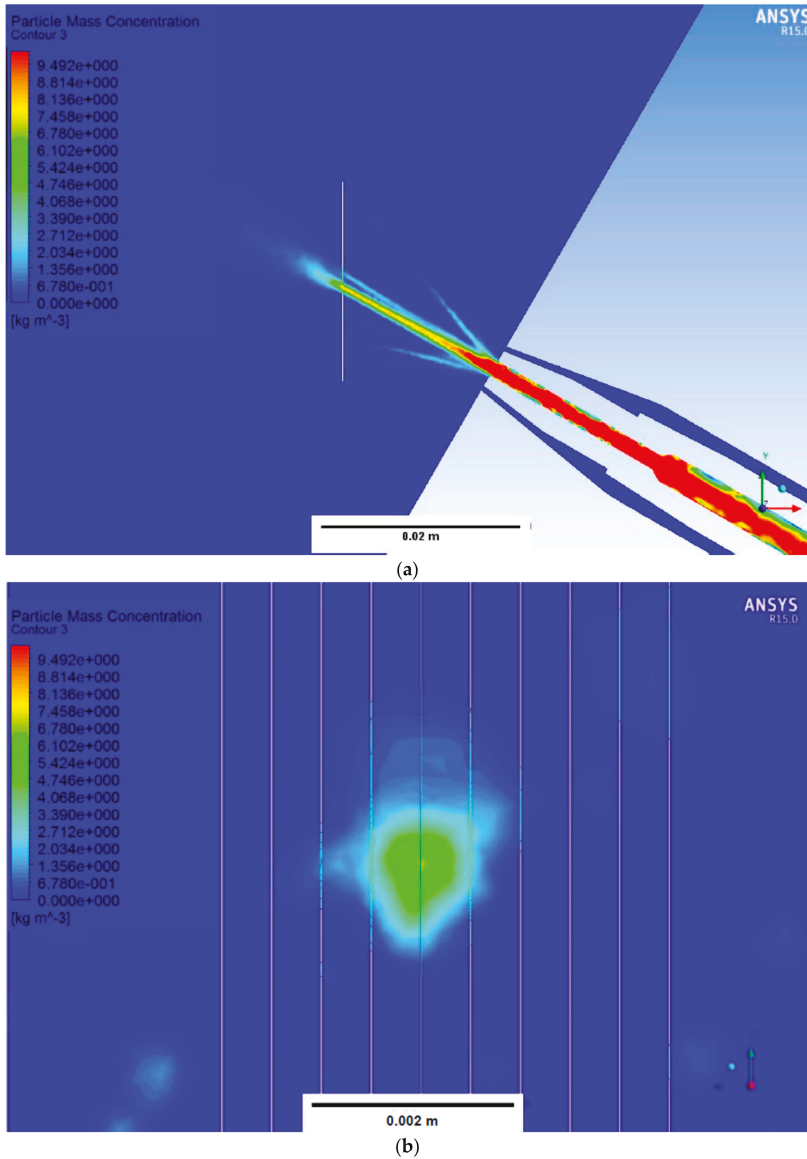 Particle Mass Concentration
Contour 3
9.492e+000
8.814e+000
8.136e+000
7.458e+000
6.780e+000
6.102e+000
5.424e+000
4.746e+000
4.068e+000
3.390e+000
2.712e+000
2.034e+000
1.356e+000
6.780e-001
0.000e+000
[kg m^-3]
ANSYS
R15.0
Y
Z
0.02 m
(a)
Particle Mass Concentration
Contour 3
9.492e+000
8.814e+000
8.136e+000
7.458e+000
6.780e+000
6.102e+000
5.424e+000
4.746e+000
4.068e+000
3.390e+000
2.712e+000
2.034e+000
1.356e+000
6.780e-001
0.000e+000
[kg m^-3]
ANSYS
R15.0
0.002 m
(b)